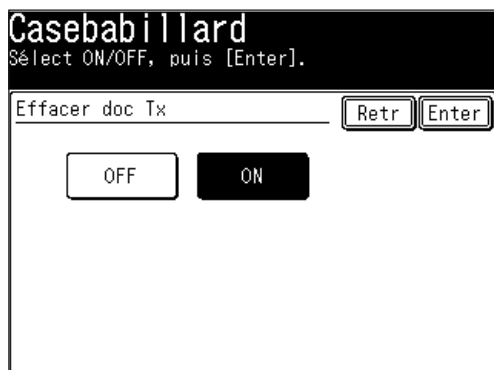 Casebabillard
Sélect ON/OFF, puis [Enter].
Effacer doc Tx
Retr Enter
OFF ON